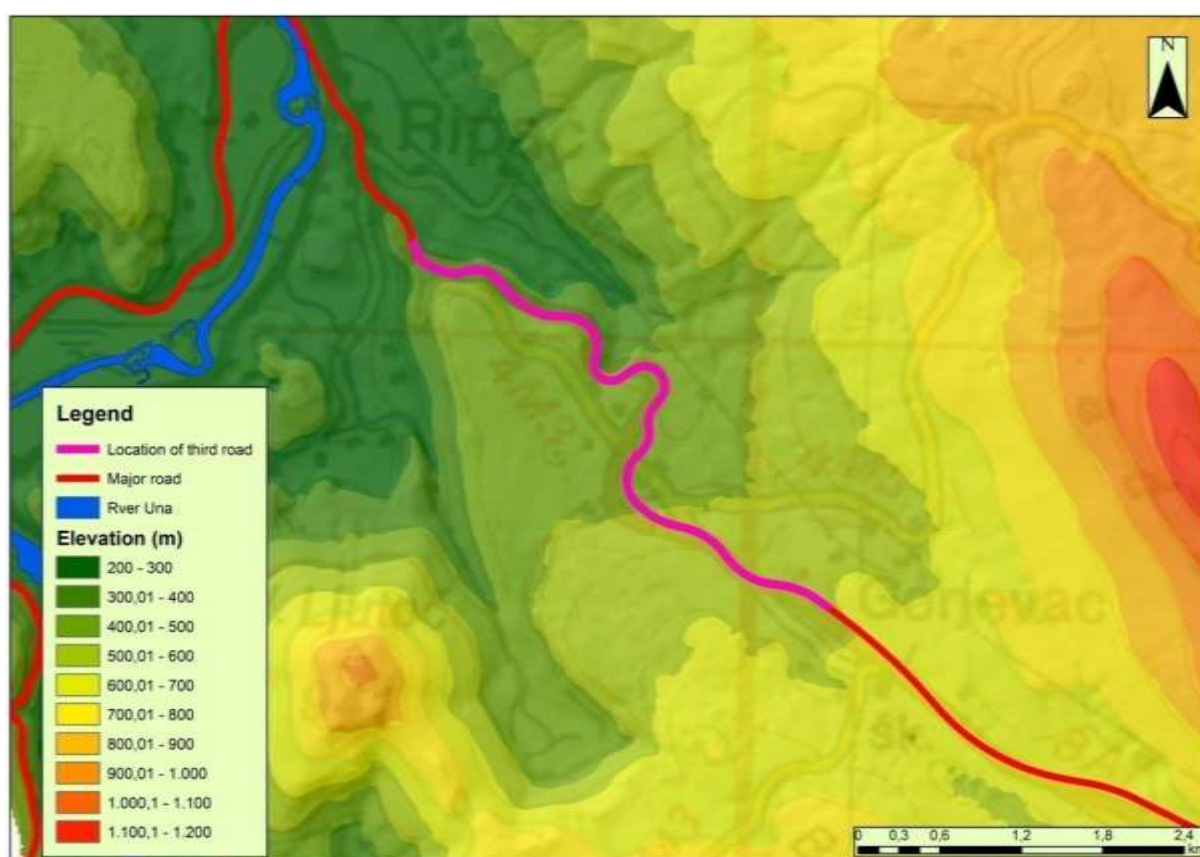 N
Ripač
Gorjevac
šk.
Legend
Location of third road
Major road
Rver Una
Elevation (m)
200 - 300
300,01 - 400
400,01 - 500
500,01 - 600
600,01 - 700
700,01 - 800
800,01 - 900
900,01 - 1.000
1.000,1 - 1.100
1.100,1 - 1.200
0 0,3 0,6 1,2 1,8 2,4